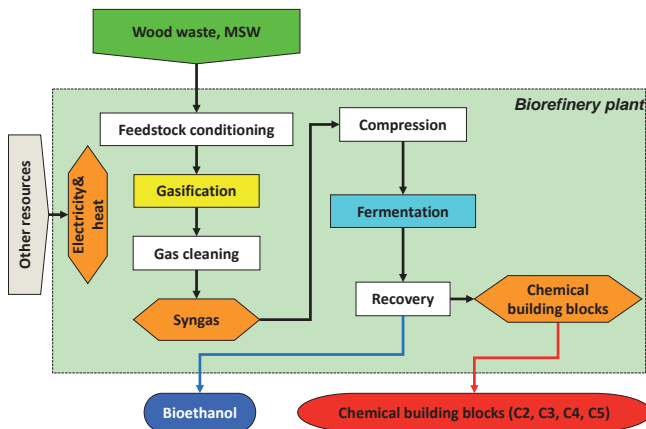 Wood waste, MSW
Biorefinery plant
Feedstock conditioning
Compression
Other resources
Electricity&
heat
Gasification
Fermentation
Gas cleaning
Syngas
Recovery
Chemical
building blocks
Bioethanol
Chemical building blocks (C2, C3, C4, C5)